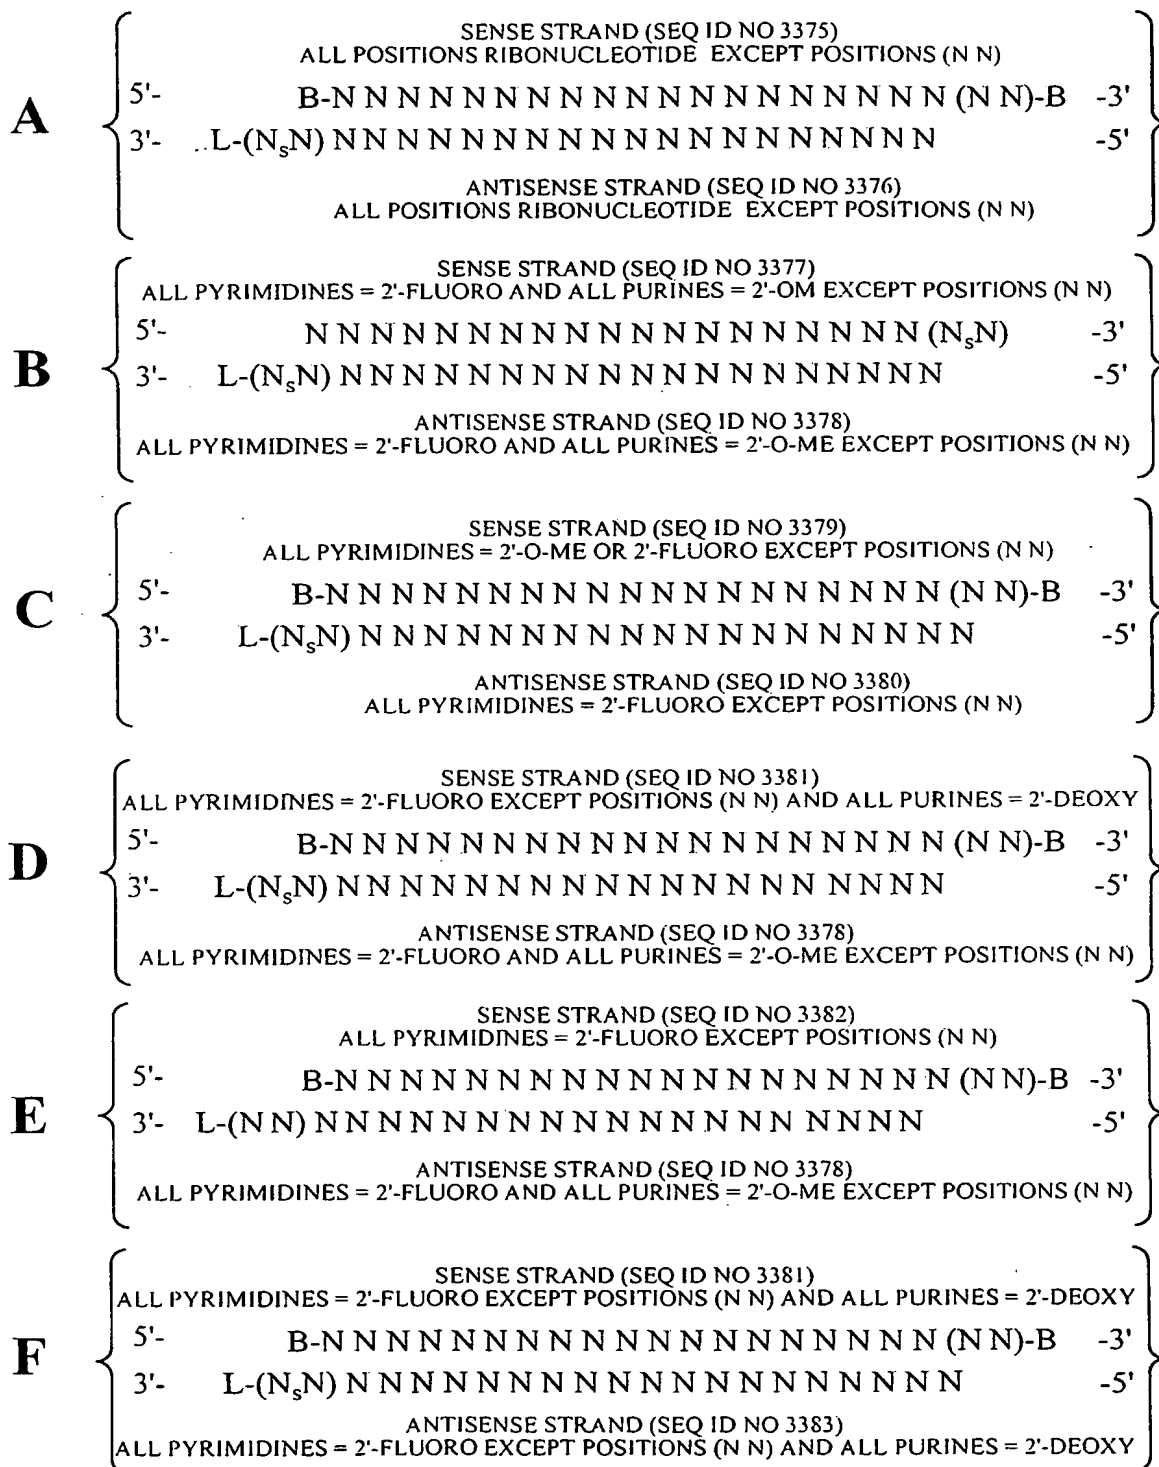 SENSE STRAND (SEQ ID NO 3375)
ALL POSITIONS RIBONUCLEOTIDE EXCEPT POSITIONS (N N)
A
5'- B-N N N N N N N N N N N N N N N N N N N (N N)-B -3'
3'- L-(NsN) N N N N N N N N N N N N N N N N N N N -5'
ANTISENSE STRAND (SEQ ID NO 3376)
ALL POSITIONS RIBONUCLEOTIDE EXCEPT POSITIONS (N N)
SENSE STRAND (SEQ ID NO 3377)
ALL PYRIMIDINES = 2'-FLUORO AND ALL PURINES = 2'-OM EXCEPT POSITIONS (N N)
B
5'- N N N N N N N N N N N N N N N N N N N (NsN) -3'
3'- L-(NsN) N N N N N N N N N N N N N N N N N N N -5'
ANTISENSE STRAND (SEQ ID NO 3378)
ALL PYRIMIDINES = 2'-FLUORO AND ALL PURINES = 2'-O-ME EXCEPT POSITIONS (N N)
SENSE STRAND (SEQ ID NO 3379)
ALL PYRIMIDINES = 2'-O-ME OR 2'-FLUORO EXCEPT POSITIONS (N N)
C
5'- B-N N N N N N N N N N N N N N N N N N N (N N)-B -3'
3'- L-(NsN) N N N N N N N N N N N N N N N N N N N -5'
ANTISENSE STRAND (SEQ ID NO 3380)
ALL PYRIMIDINES = 2'-FLUORO EXCEPT POSITIONS (N N)
SENSE STRAND (SEQ ID NO 3381)
ALL PYRIMIDINES = 2'-FLUORO EXCEPT POSITIONS (N N) AND ALL PURINES = 2'-DEOXY
D
5'- B-N N N N N N N N N N N N N N N N N N N (N N)-B -3'
3'- L-(NsN) N N N N N N N N N N N N N N N N N N N -5'
ANTISENSE STRAND (SEQ ID NO 3378)
ALL PYRIMIDINES = 2'-FLUORO AND ALL PURINES = 2'-O-ME EXCEPT POSITIONS (N N)
SENSE STRAND (SEQ ID NO 3382)
ALL PYRIMIDINES = 2'-FLUORO EXCEPT POSITIONS (N N)
E
5'- B-N N N N N N N N N N N N N N N N N N N (N N)-B -3'
3'- L-(N N) N N N N N N N N N N N N N N N N N N N -5'
ANTISENSE STRAND (SEQ ID NO 3378)
ALL PYRIMIDINES = 2'-FLUORO AND ALL PURINES = 2'-O-ME EXCEPT POSITIONS (N N)
SENSE STRAND (SEQ ID NO 3381)
ALL PYRIMIDINES = 2'-FLUORO EXCEPT POSITIONS (N N) AND ALL PURINES = 2'-DEOXY
F
5'- B-N N N N N N N N N N N N N N N N N N N (N N)-B -3'
3'- L-(NsN) N N N N N N N N N N N N N N N N N N N -5'
ANTISENSE STRAND (SEQ ID NO 3383)
ALL PYRIMIDINES = 2'-FLUORO EXCEPT POSITIONS (N N) AND ALL PURINES = 2'-DEOXY